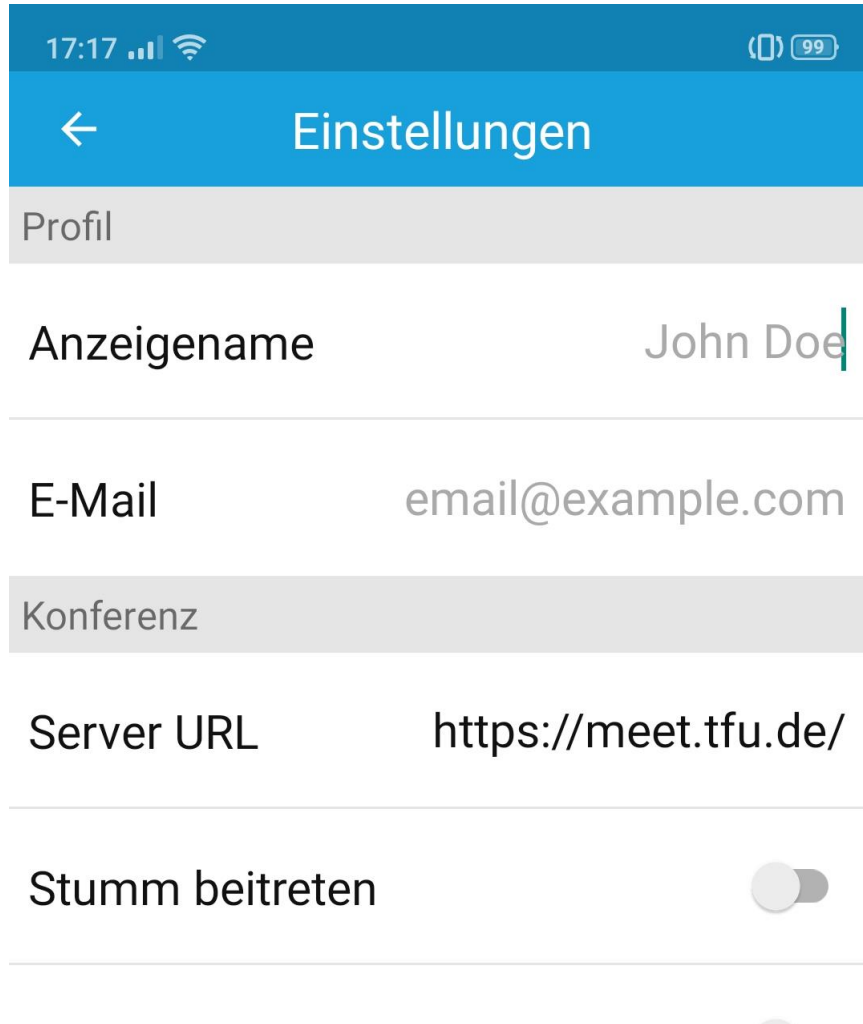 17:17 99
Einstellungen
Profil
Anzeigename John Doe
E-Mail email@example.com
Konferenz
Server URL https://meet.tfu.de/
Stumm beitreten